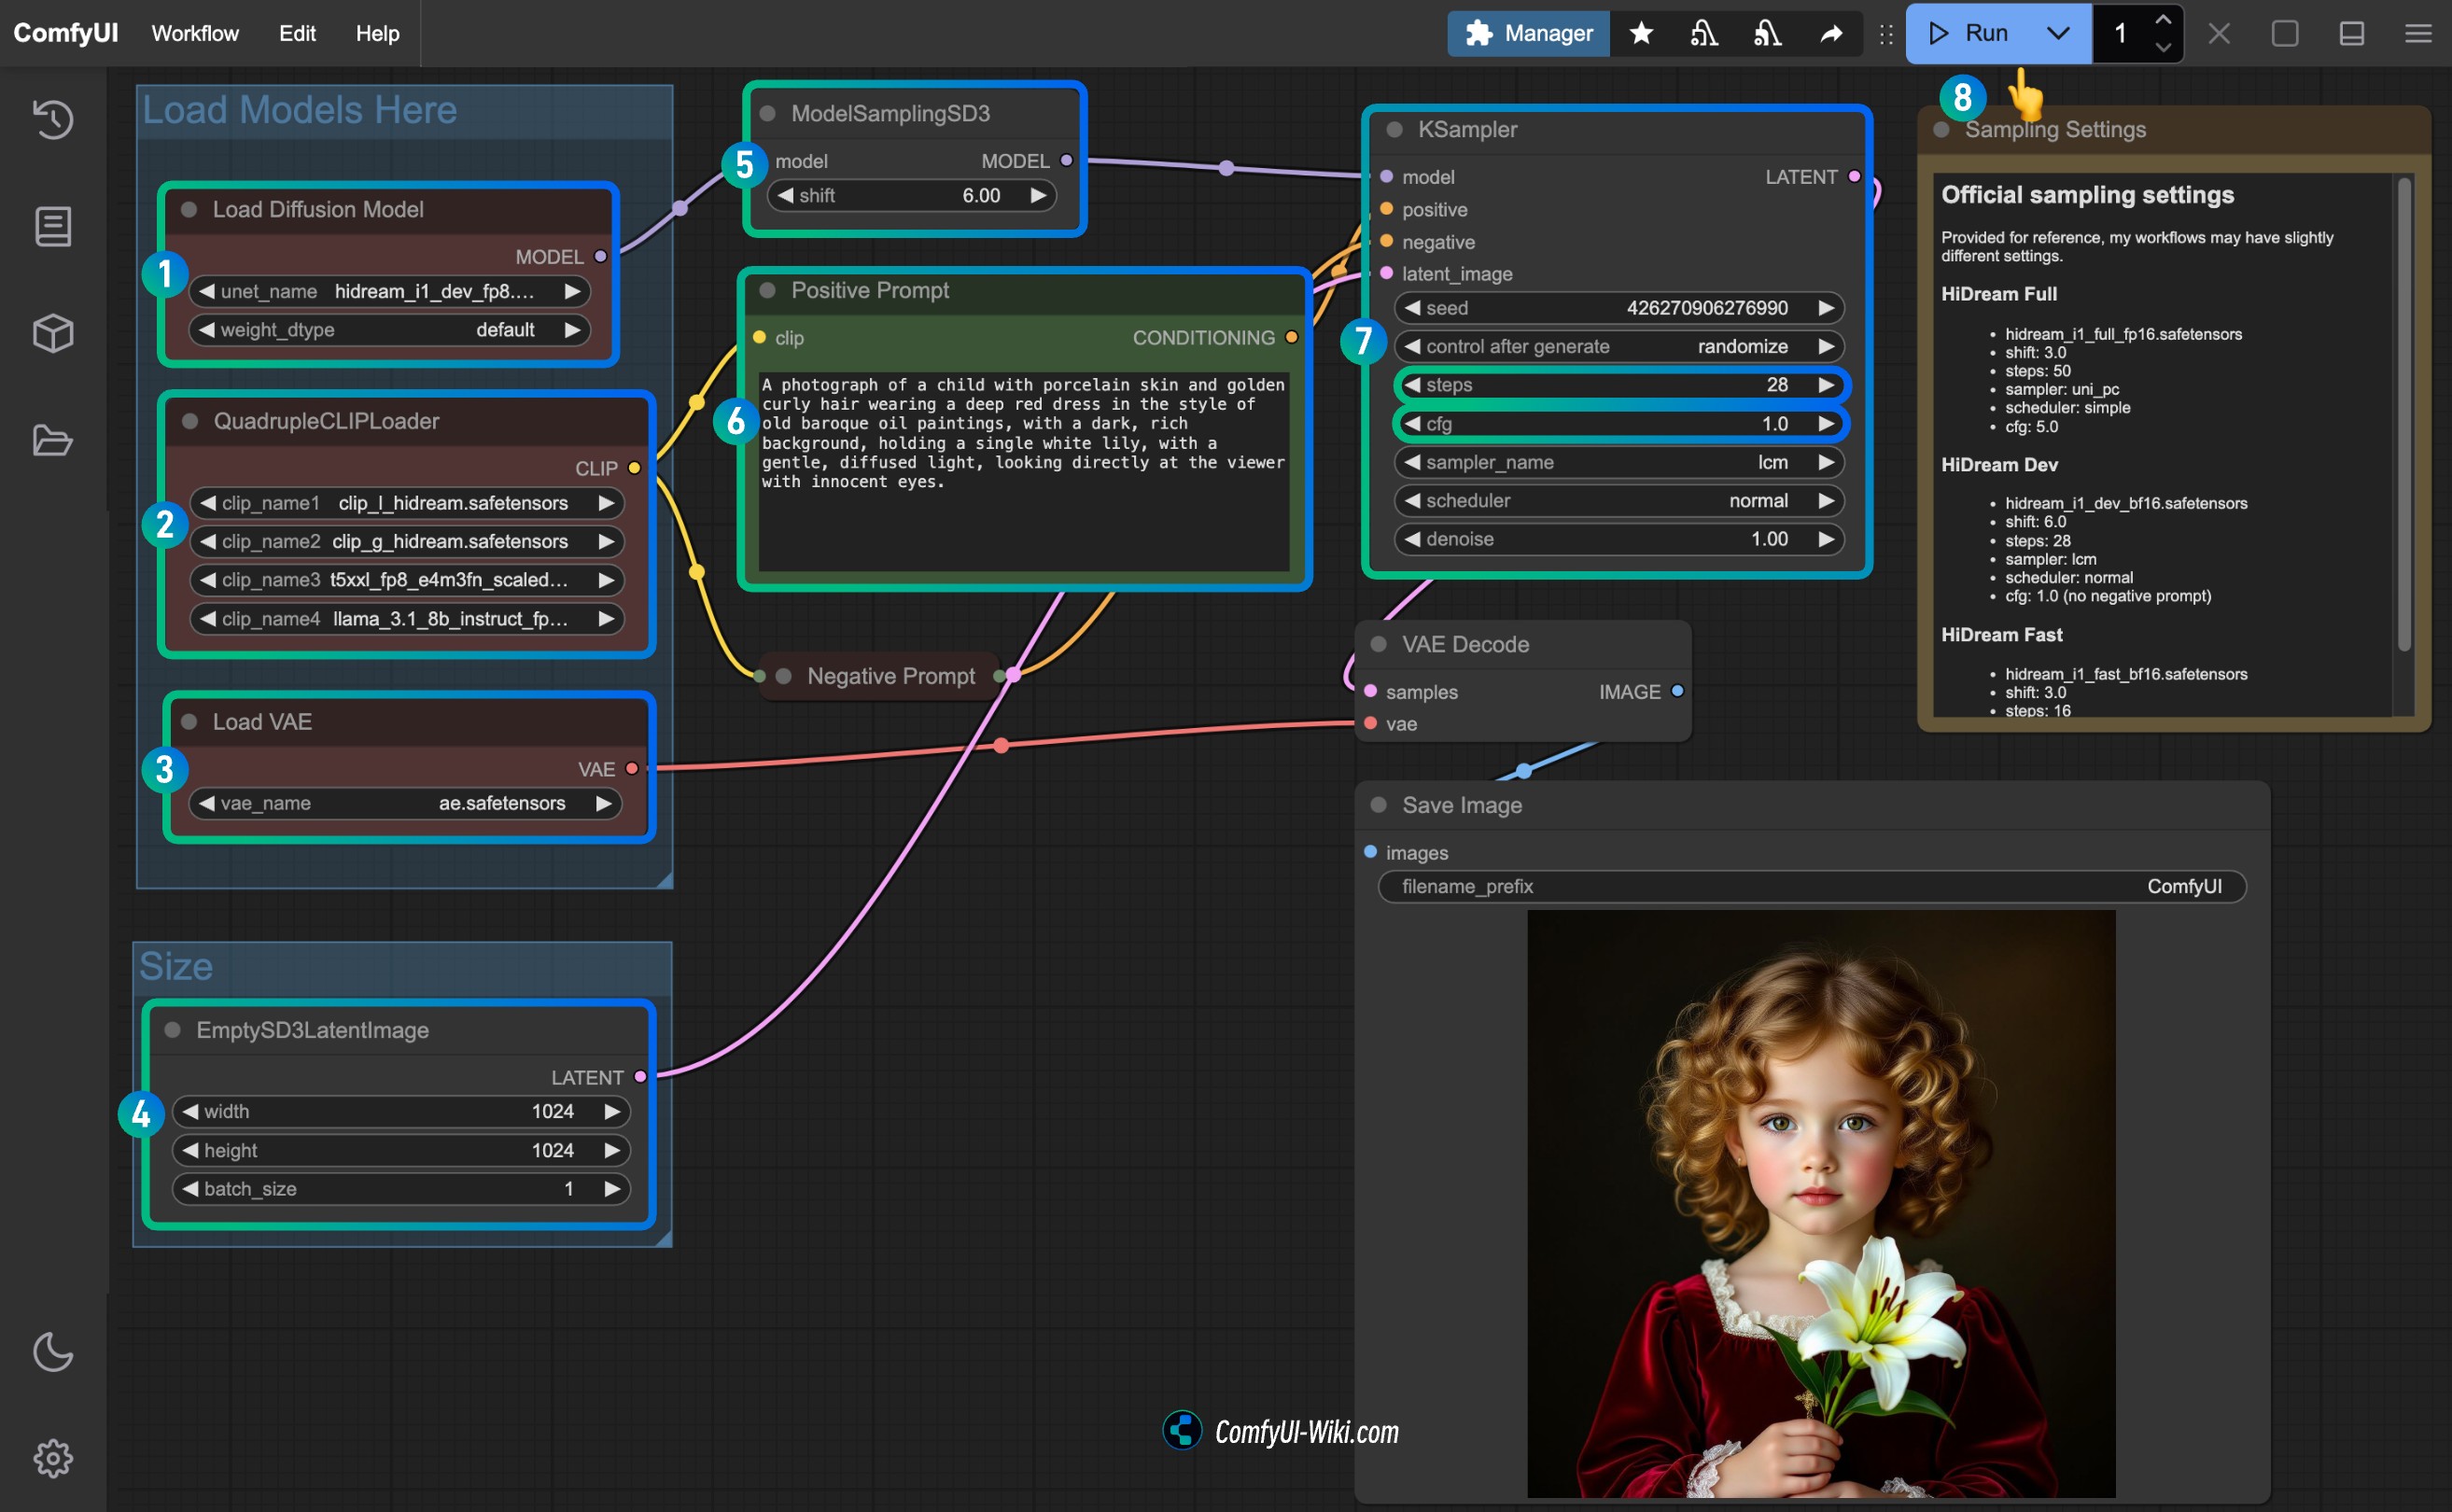 ComfyUI
Workflow
Edit
Help
Manager
Run
1
8
Load Models Here
1
Load Diffusion Model
MODEL
unet_name hidream_i1_dev_fp8....
weight_dtype default
2
QuadrupleCLIPLoader
CLIP
clip_name1 clip_l_hidream.safetensors
clip_name2 clip_g_hidream.safetensors
clip_name3 t5xxl_fp8_e4m3fn_scaled...
clip_name4 llama_3.1_8b_instruct_fp...
3
Load VAE
VAE
vae_name ae.safetensors
Size
4
EmptySD3LatentImage
LATENT
width 1024
height 1024
batch_size 1
5
ModelSamplingSD3
model MODEL
shift 6.00
6
Positive Prompt
clip CONDITIONING
A photograph of a child with porcelain skin and golden
curly hair wearing a deep red dress in the style of
old baroque oil paintings, with a dark, rich
background, holding a single white lily, with a
gentle, diffused light, looking directly at the viewer
with innocent eyes.
Negative Prompt
7
KSampler
model LATENT
positive
negative
latent_image
seed 426270906276990
control after generate randomize
steps 28
cfg 1.0
sampler_name lcm
scheduler normal
denoise 1.00
VAE Decode
samples IMAGE
vae
Save Image
images
filename_prefix ComfyUI
Sampling Settings
Official sampling settings
Provided for reference, my workflows may have slightly
different settings.
HiDream Full
• hidream_i1_full_fp16.safetensors
• shift: 3.0
• steps: 50
• sampler: uni_pc
• scheduler: simple
• cfg: 5.0
HiDream Dev
• hidream_i1_dev_bf16.safetensors
• shift: 6.0
• steps: 28
• sampler: lcm
• scheduler: normal
• cfg: 1.0 (no negative prompt)
HiDream Fast
• hidream_i1_fast_bf16.safetensors
• shift: 3.0
• steps: 16
ComfyUI-Wiki.com